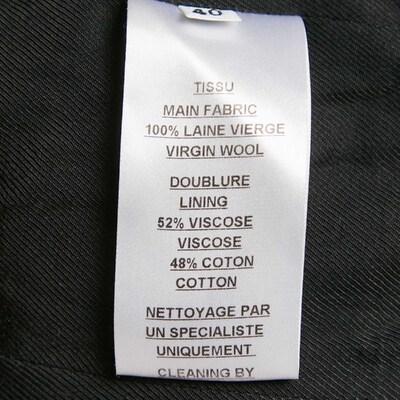 40
TISSU
MAIN FABRIC
100% LAINE VIERGE
VIRGIN WOOL
DOUBLURE
LINING
52% VISCOSE
VISCOSE
48% COTON
COTTON
NETTOYAGE PAR
UN SPECIALISTE
UNIQUEMENT
CLEANING BY